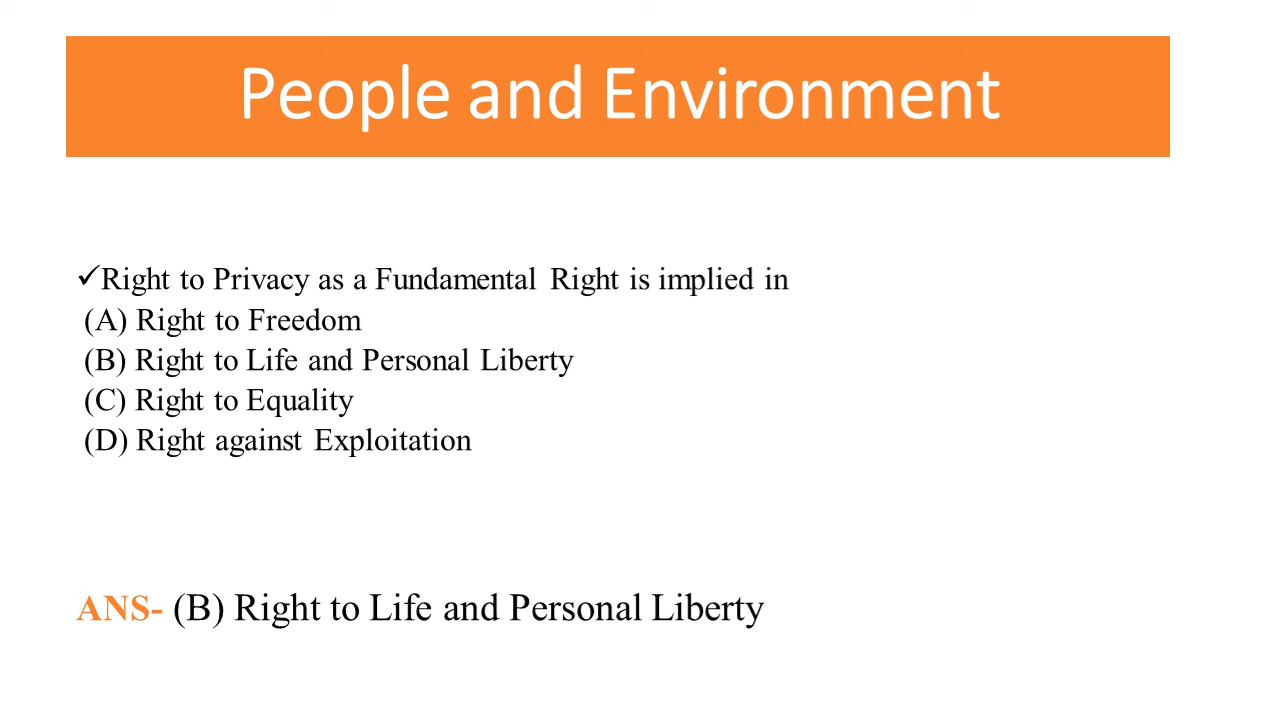 People and Environment
✓Right to Privacy as a Fundamental Right is implied in
(A) Right to Freedom
(B) Right to Life and Personal Liberty
(C) Right to Equality
(D) Right against Exploitation
ANS- (B) Right to Life and Personal Liberty